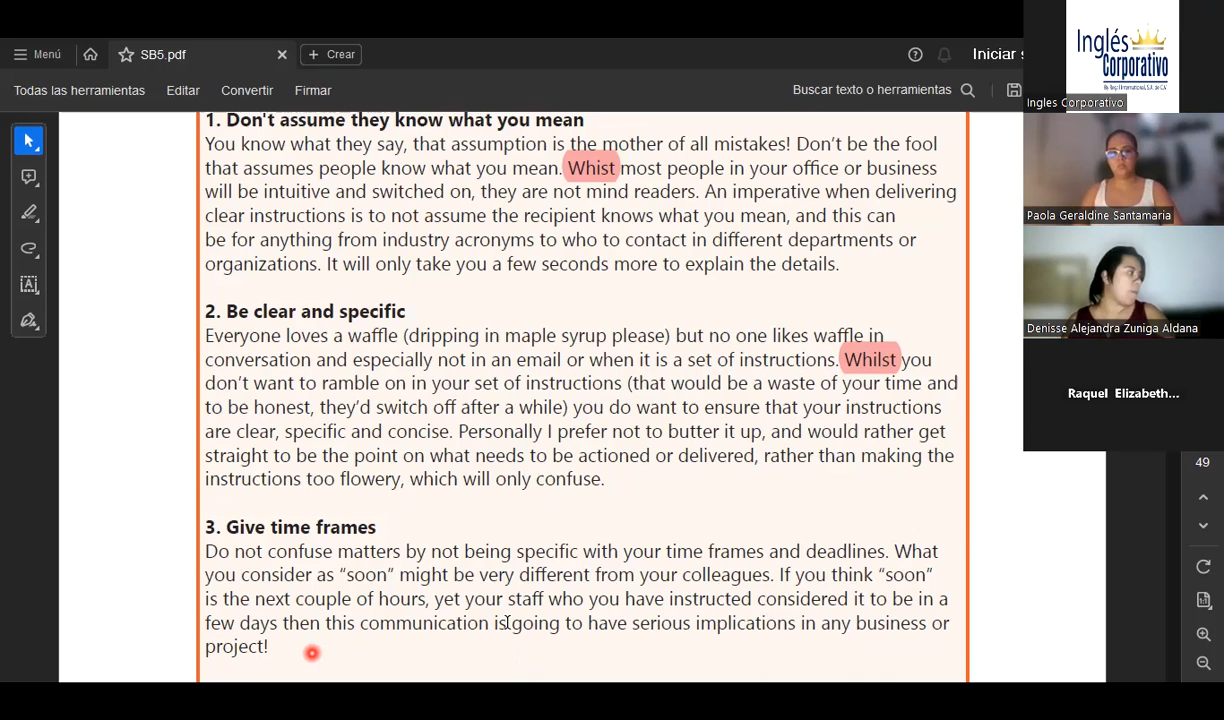 Menú
SB5.pdf
Crear
Iniciar s
Todas las herramientas
Editar
Convertir
Firmar
Buscar texto o herramientas
1. Don't assume they know what you mean
You know what they say, that assumption is the mother of all mistakes! Don't be the fool
that assumes people know what you mean. Whist most people in your office or business
will be intuitive and switched on, they are not mind readers. An imperative when delivering
clear instructions is to not assume the recipient knows what you mean, and this can
be for anything from industry acronyms to who to contact in different departments or
organizations. It will only take you a few seconds more to explain the details.
2. Be clear and specific
Everyone loves a waffle (dripping in maple syrup please) but no one likes waffle in
conversation and especially not in an email or when it is a set of instructions. Whilst you
don't want to ramble on in your set of instructions (that would be a waste of your time and
to be honest, they'd switch off after a while) you do want to ensure that your instructions
are clear, specific and concise. Personally I prefer not to butter it up, and would rather get
straight to be the point on what needs to be actioned or delivered, rather than making the
instructions too flowery, which will only confuse.
3. Give time frames
Do not confuse matters by not being specific with your time frames and deadlines. What
you consider as “soon” might be very different from your colleagues. If you think “soon”
is the next couple of hours, yet your staff who you have instructed considered it to be in a
few days then this communication is going to have serious implications in any business or
project!
Inglés
Corporativo
Ingles Corporativo
Paola Geraldine Santamaria
Denisse Alejandra Zuniga Aldana
Raquel Elizabeth...
49